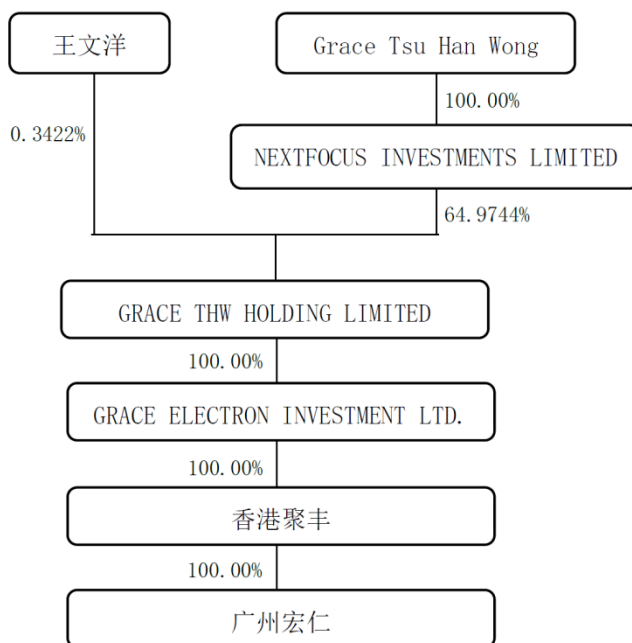 王文洋
Grace Tsu Han Wong
100.00%
0.3422%
NEXTFOCUS INVESTMENTS LIMITED
64.9744%
GRACE THW HOLDING LIMITED
100.00%
GRACE ELECTRON INVESTMENT LTD.
100.00%
香港聚丰
100.00%
广州宏仁